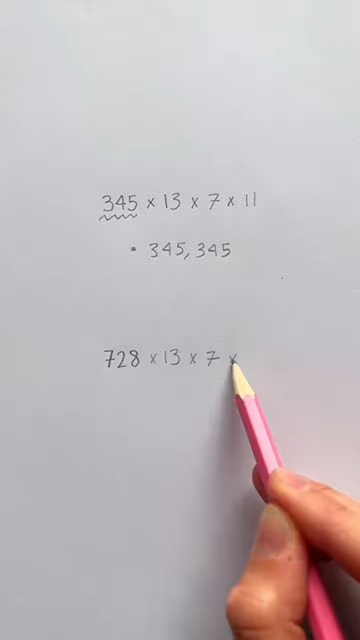 345 × 13 × 7 × 11
= 345,345
728 × 13 × 7 ×